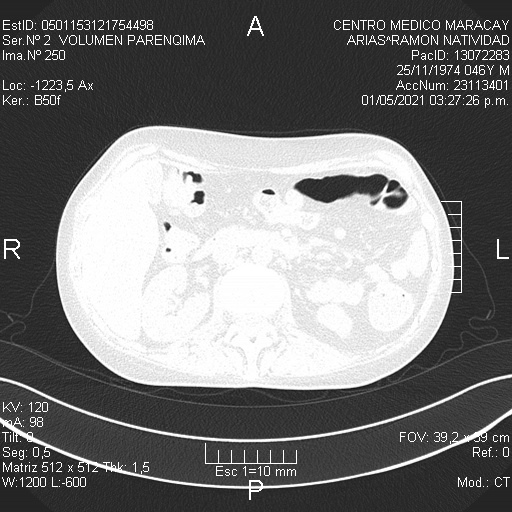 EstID: 0501153121754498
Ser.Nº 2 VOLUMEN PARENQIMA
Ima.Nº 250
Loc: -1223,5 Ax
Ker.: B50f
A
CENTRO MEDICO MARACAY
ARIAS^RAMON NATIVIDAD
PacID: 13072283
25/11/1974 046Y M
AccNum: 23113401
01/05/2021 03:27:26 p.m.
R
L
KV: 120
mA: 98
Tilt: 0
Seg: 0,5
Matriz 512 x 512 Thk: 1,5
W:1200 L:-600
Esc 1=10 mm
P
FOV: 39,2 x 39 cm
Ref.: 0
Mod.: CT